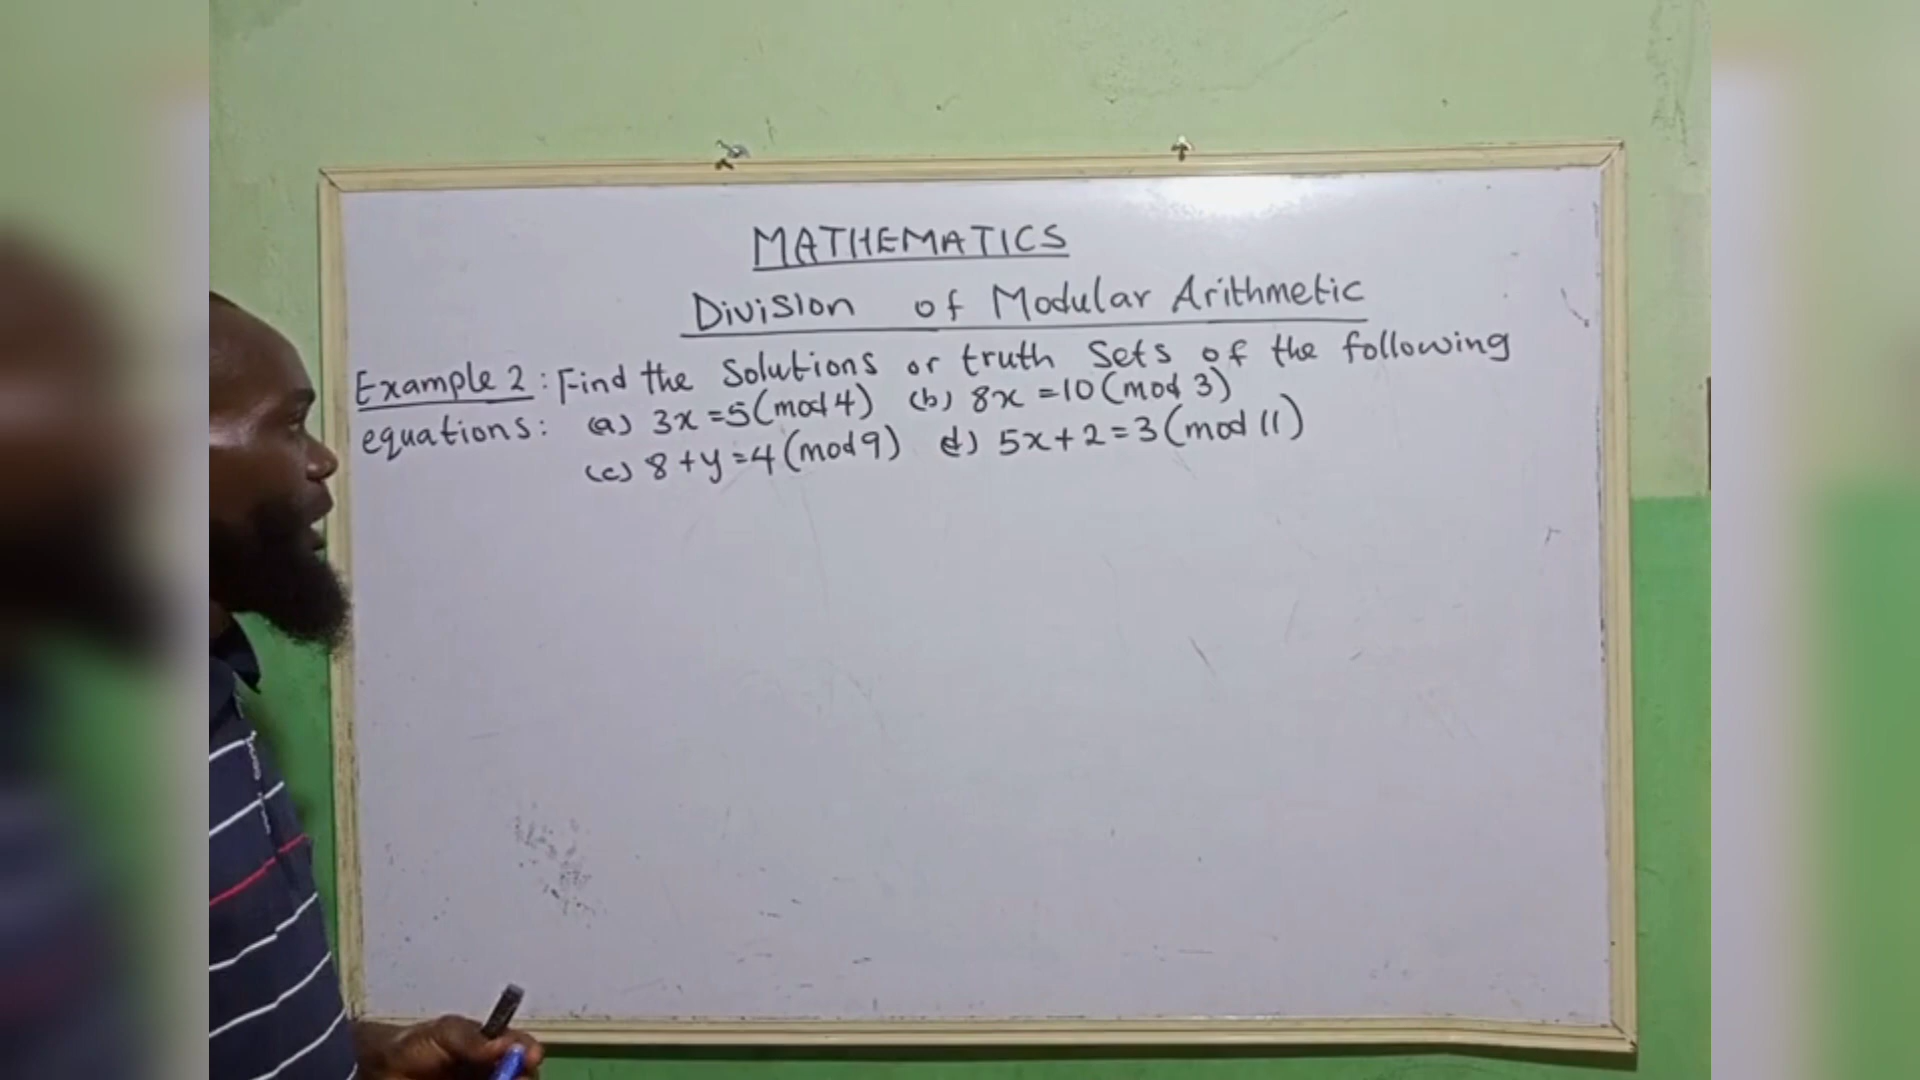 MATHEMATICS
Division of Modular Arithmetic
Example 2: Find the Solutions or truth Sets of the following
equations: (a) 3x =5(mod 4) (b) 8x =10(mod 3)
(c) 8+y=4(mod 9) d) 5x+2=3(mod 11)